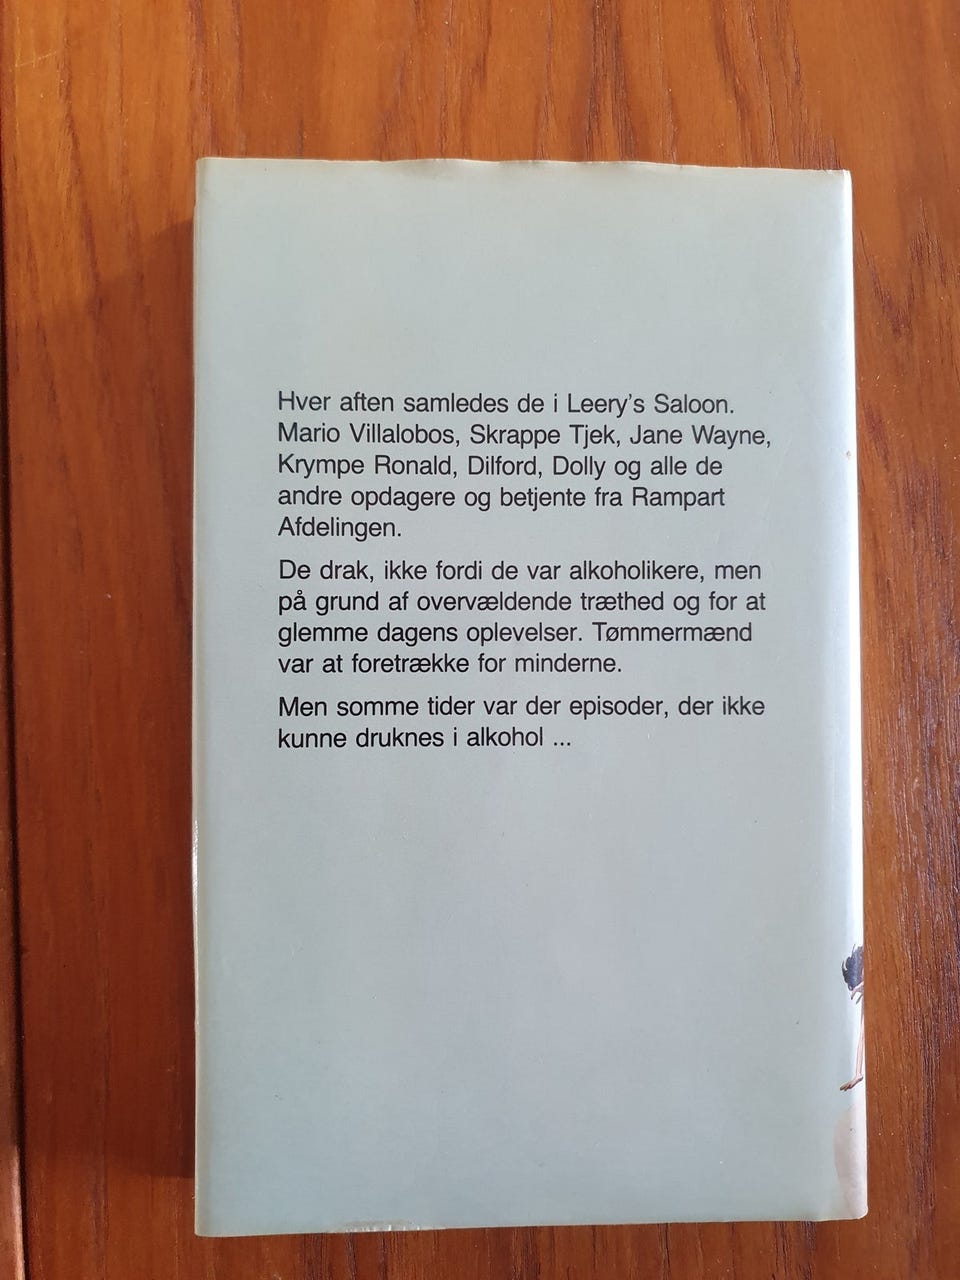 Hver aften samledes de i Leery's Saloon.
Mario Villalobos, Skrappe Tjek, Jane Wayne,
Krympe Ronald, Dilford, Dolly og alle de
andre opdagere og betjente fra Rampart
Afdelingen.
De drak, ikke fordi de var alkoholikere, men
på grund af overvældende træthed og for at
glemme dagens oplevelser. Tømmermænd
var at foretrække for minderne.
Men somme tider var der episoder, der ikke
kunne druknes i alkohol ...